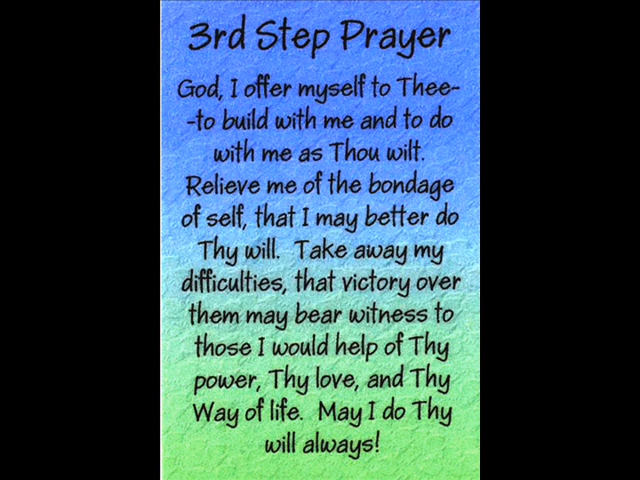 3rd Step Prayer
God, I offer myself to Thee-
-to build with me and to do
with me as Thou wilt.
Relieve me of the bondage
of self, that I may better do
Thy will. Take away my
difficulties, that victory over
them may bear witness to
those I would help of Thy
power, Thy love, and Thy
Way of life. May I do Thy
will always!